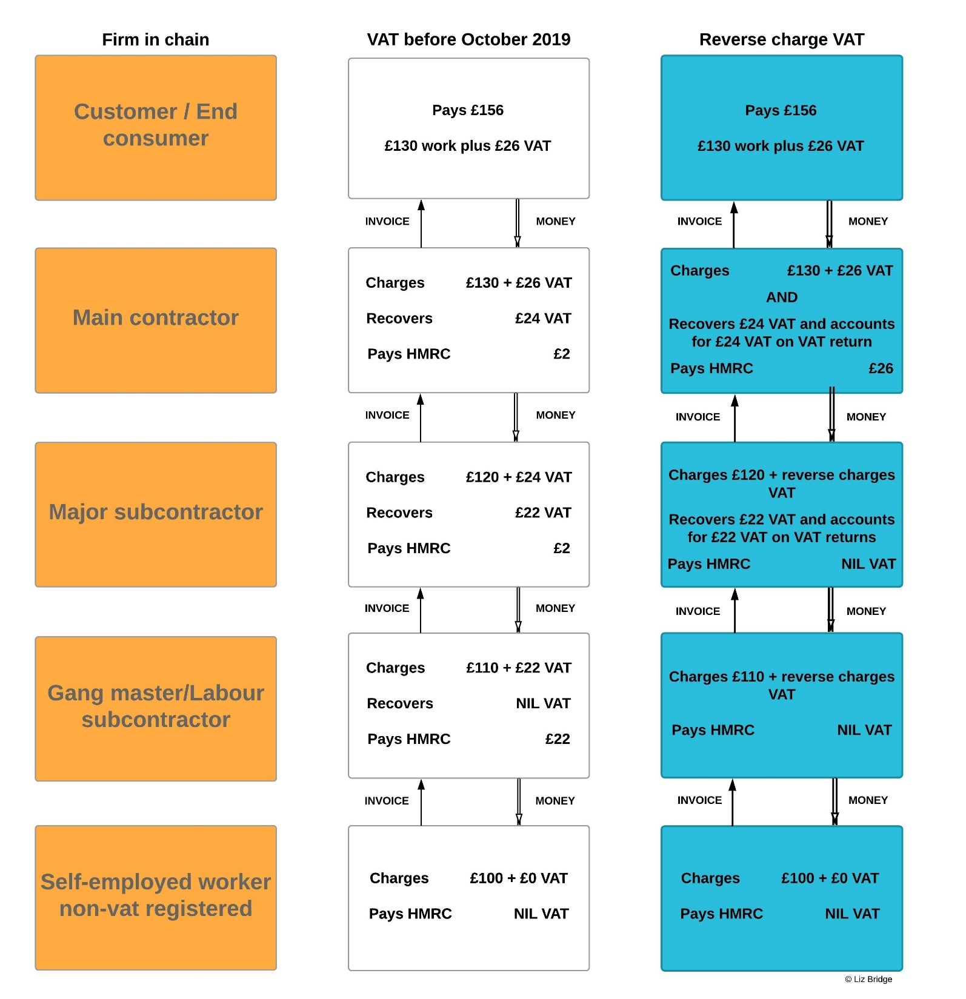 Firm in chain
VAT before October 2019
Reverse charge VAT
Customer / End
consumer
Pays £156
£130 work plus £26 VAT
Pays £156
£130 work plus £26 VAT
INVOICE
MONEY
INVOICE
MONEY
Main contractor
Charges £130 + £26 VAT
Recovers £24 VAT
Pays HMRC £2
Charges £130 + £26 VAT
AND
Recovers £24 VAT and accounts
for £24 VAT on VAT return
Pays HMRC £26
INVOICE
MONEY
INVOICE
MONEY
Major subcontractor
Charges £120 + £24 VAT
Recovers £22 VAT
Pays HMRC £2
Charges £120 + reverse charges
VAT
Recovers £22 VAT and accounts
for £22 VAT on VAT returns
Pays HMRC NIL VAT
INVOICE
MONEY
INVOICE
MONEY
Gang master/Labour
subcontractor
Charges £110 + £22 VAT
Recovers NIL VAT
Pays HMRC £22
Charges £110 + reverse charges
VAT
Pays HMRC NIL VAT
INVOICE
MONEY
INVOICE
MONEY
Self-employed worker
non-vat registered
Charges £100 + £0 VAT
Pays HMRC NIL VAT
Charges £100 + £0 VAT
Pays HMRC NIL VAT
© Liz Bridge